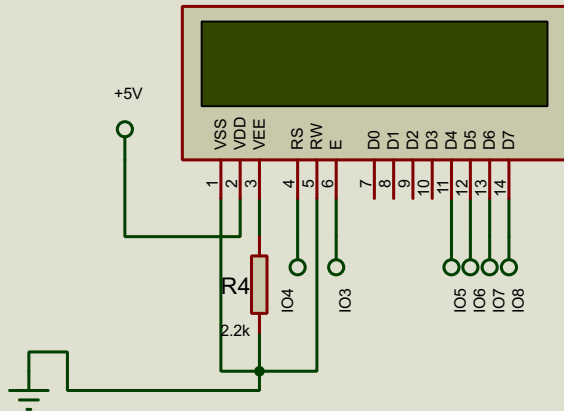 +5V
VSS
VDD
VEE
RS
RW
E
D0
D1
D2
D3
D4
D5
D6
D7
1
2
3
4
5
6
7
8
9
10
11
12
13
14
R4
2.2k
IO4
IO3
IO5
IO6
IO7
IO8